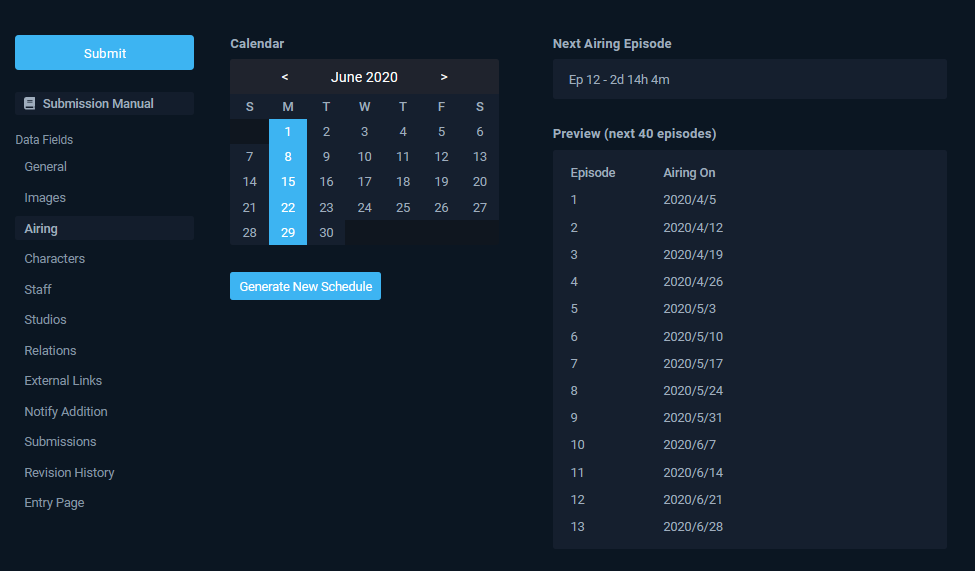 Submit
Submission Manual
Data Fields
General
Images
Airing
Characters
Staff
Studios
Relations
External Links
Notify Addition
Submissions
Revision History
Entry Page
Calendar
< June 2020 >
S M T W T F S
1 2 3 4 5 6
7 8 9 10 11 12 13
14 15 16 17 18 19 20
21 22 23 24 25 26 27
28 29 30
Generate New Schedule
Next Airing Episode
Ep 12 - 2d 14h 4m
Preview (next 40 episodes)
Episode Airing On
1 2020/4/5
2 2020/4/12
3 2020/4/19
4 2020/4/26
5 2020/5/3
6 2020/5/10
7 2020/5/17
8 2020/5/24
9 2020/5/31
10 2020/6/7
11 2020/6/14
12 2020/6/21
13 2020/6/28